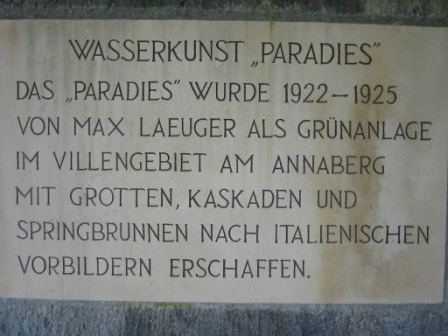 WASSERKUNST „PARADIES"
DAS „PARADIES" WURDE 1922–1925
VON MAX LAEUGER ALS GRÜNANLAGE
IM VILLENGEBIET AM ANNABERG
MIT GROTTEN, KASKADEN UND
SPRINGBRUNNEN NACH ITALIENISCHEN
VORBILDERN ERSCHAFFEN.